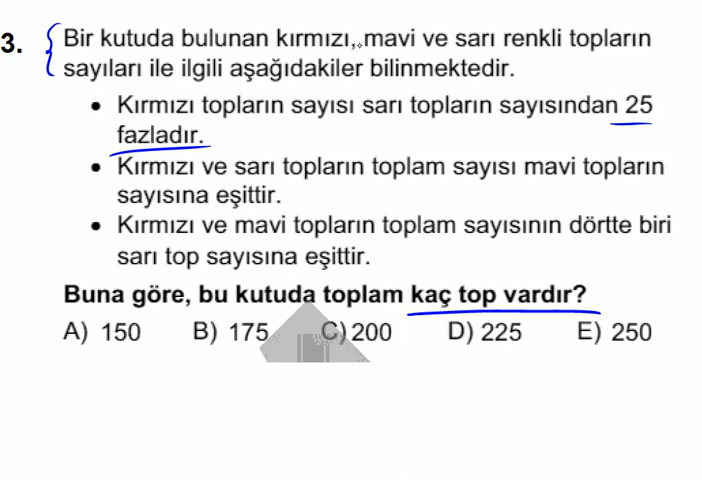 3. Bir kutuda bulunan kırmızı, mavi ve sarı renkli topların
sayıları ile ilgili aşağıdakiler bilinmektedir.
• Kırmızı topların sayısı sarı topların sayısından 25
fazladır.
• Kırmızı ve sarı topların toplam sayısı mavi topların
sayısına eşittir.
• Kırmızı ve mavi topların toplam sayısının dörtte biri
sarı top sayısına eşittir.
Buna göre, bu kutuda toplam kaç top vardır?
A) 150 B) 175 C) 200 D) 225 E) 250